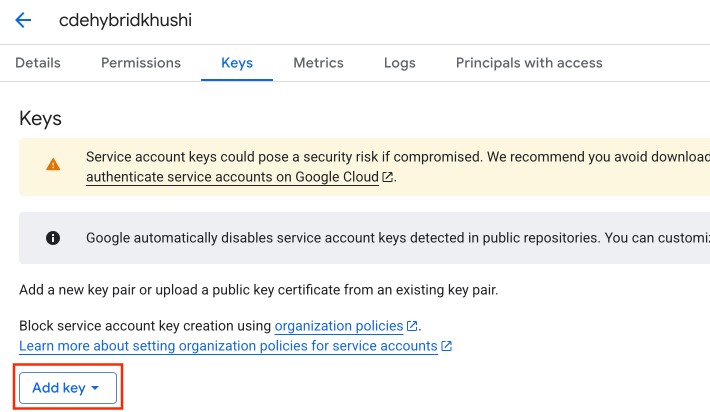 cdehybridkhushi
Details Permissions Keys Metrics Logs Principals with access
Keys
Service account keys could pose a security risk if compromised. We recommend you avoid download
authenticate service accounts on Google Cloud.
Google automatically disables service account keys detected in public repositories. You can customiz
Add a new key pair or upload a public key certificate from an existing key pair.
Block service account key creation using organization policies.
Learn more about setting organization policies for service accounts
Add key